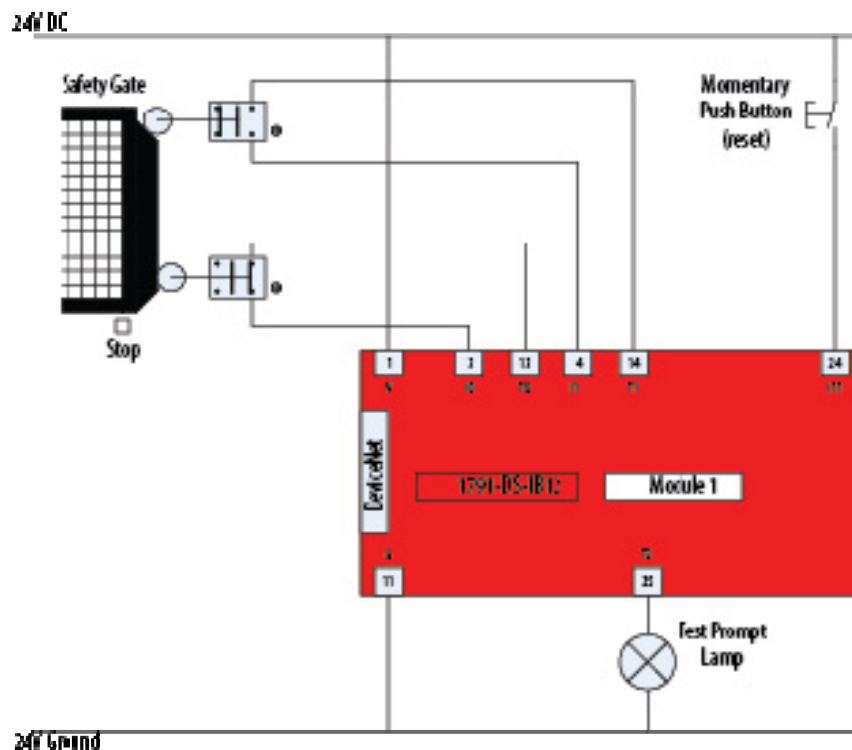 24V DC
Safety Gate
Momentary
Push Button
(reset)
Stop
1
3
13
4
14
24
V
T1
DeviceNet
1791-DS-IB12
Module 1
G
11
25
Test Prompt
Lamp
24V Ground